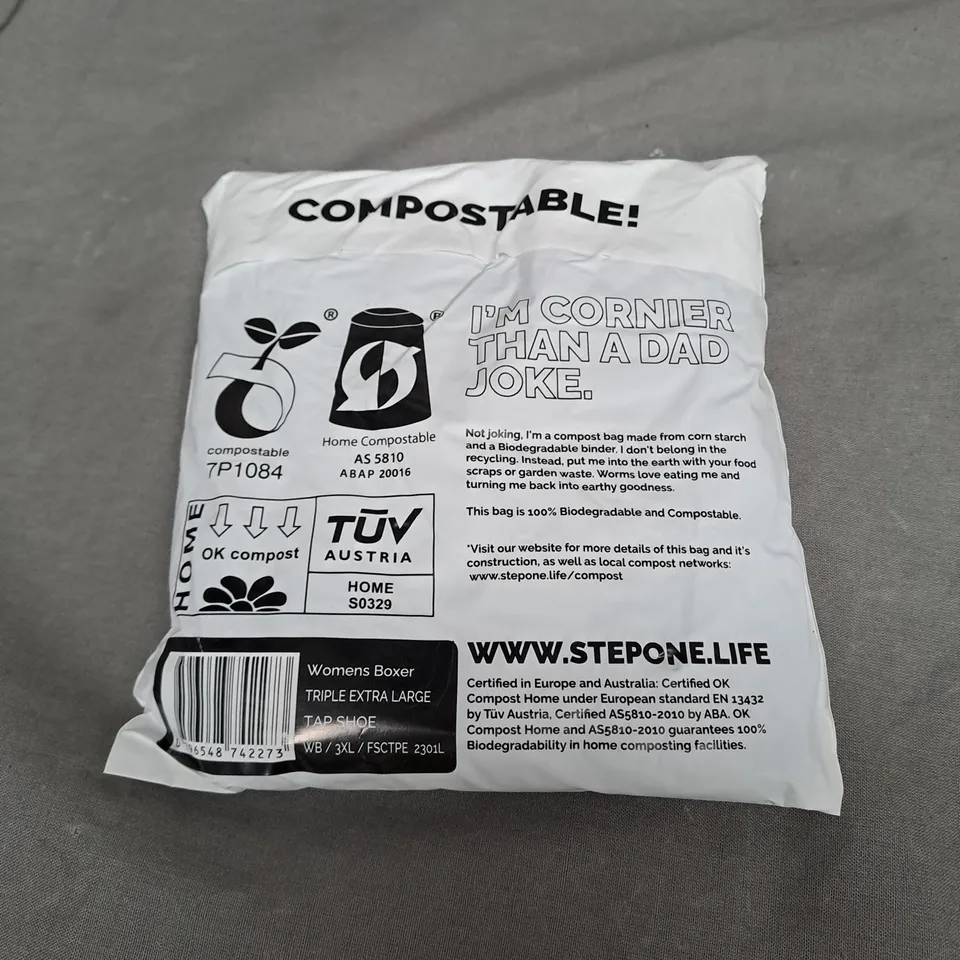 COMPOSTABLE!
®
®
compostable
7P1084
Home Compostable
AS 5810
ABAP 20016
HOME
OK compost
TÜV
AUSTRIA
HOME
S0329
I'M CORNIER
THAN A DAD
JOKE.
Not joking, I'm a compost bag made from corn starch
and a Biodegradable binder. I don't belong in the
recycling. Instead, put me into the earth with your food
scraps or garden waste. Worms love eating me and
turning me back into earthy goodness.
This bag is 100% Biodegradable and Compostable.
*Visit our website for more details of this bag and it's
construction, as well as local compost networks:
www.stepone.life/compost
Womens Boxer
TRIPLE EXTRA LARGE
TAP SHOE
WB / 3XL / FSCTPE 2301L
96548 742273
WWW.STEPONE.LIFE
Certified in Europe and Australia: Certified OK
Compost Home under European standard EN 13432
by Tüv Austria, Certified AS5810-2010 by ABA. OK
Compost Home and AS5810-2010 guarantees 100%
Biodegradability in home composting facilities.